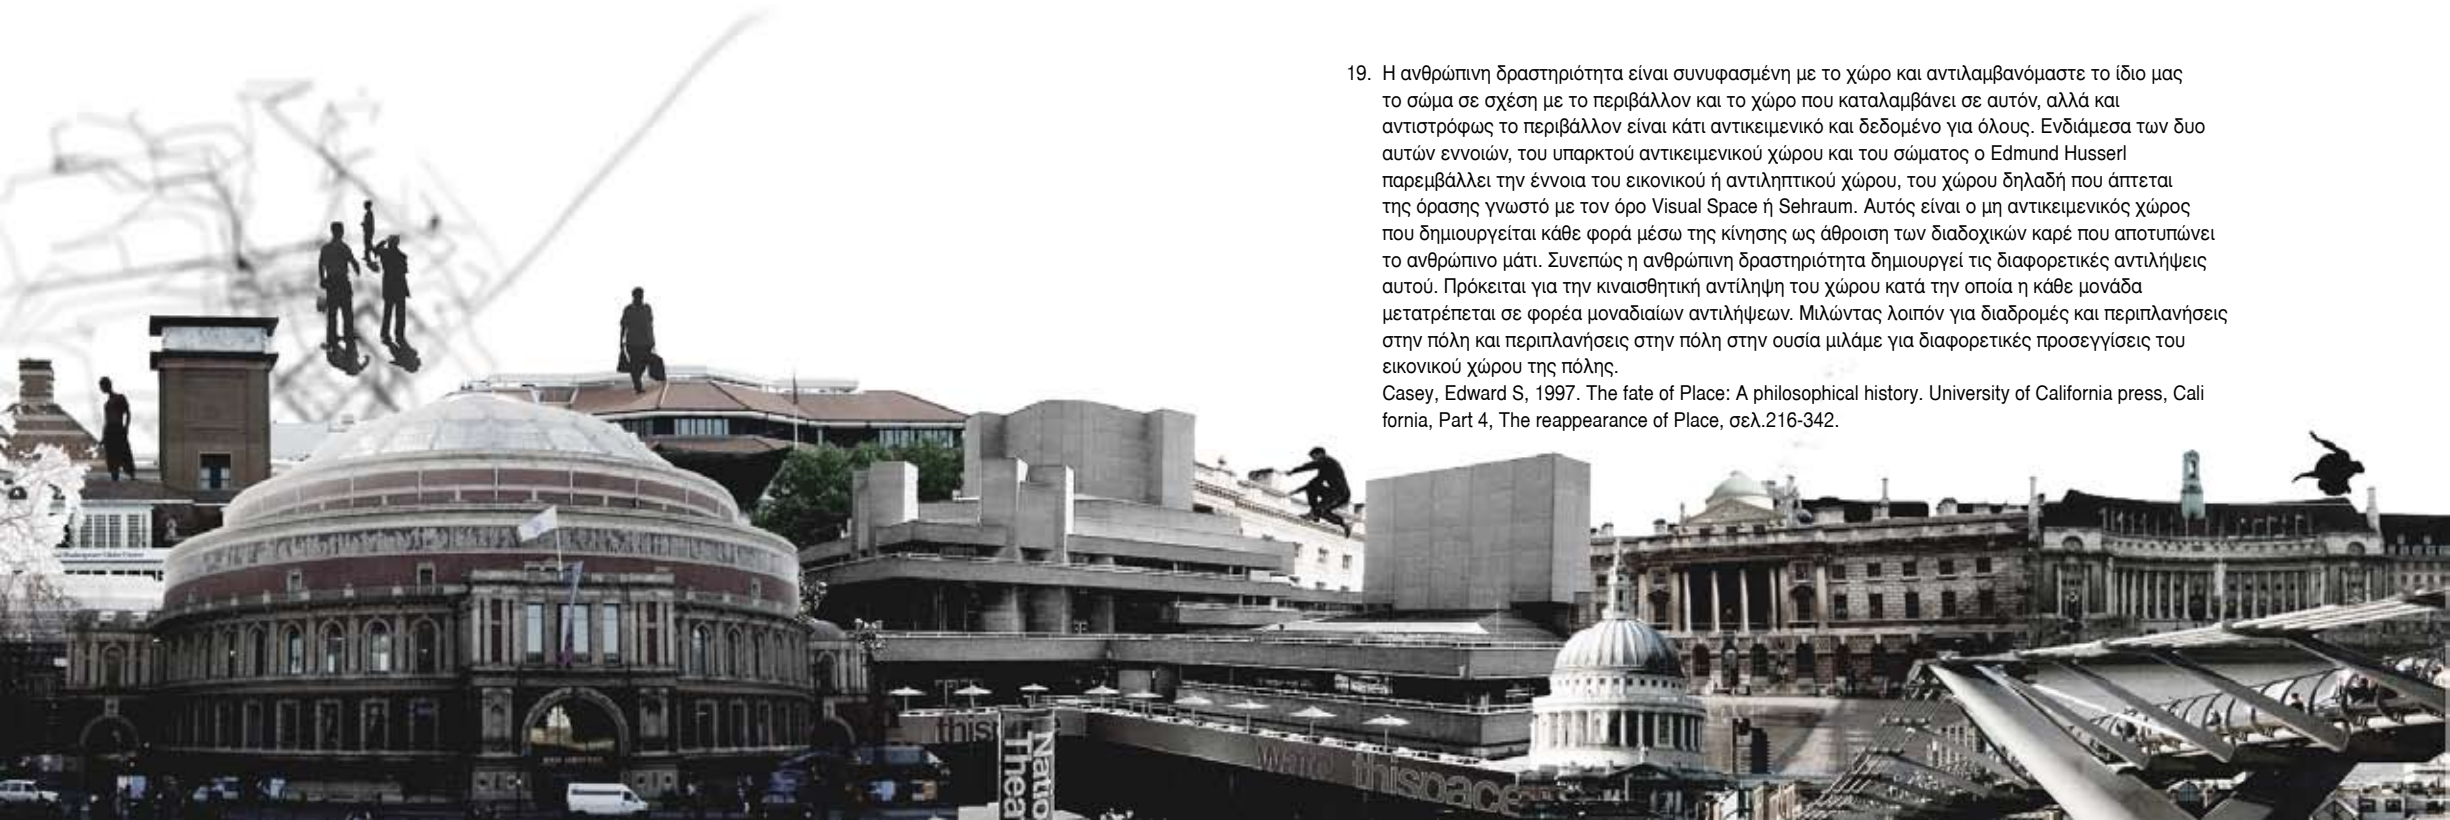 19. Η ανθρώπινη δραστηριότητα είναι συνυφασμένη με το χώρο και αντιλαμβανόμαστε το ίδιο μας
το σώμα σε σχέση με το περιβάλλον και το χώρο που καταλαμβάνει σε αυτόν, αλλά και
αντιστρόφως το περιβάλλον είναι κάτι αντικειμενικό και δεδομένο για όλους. Ενδιάμεσα των δυο
αυτών εννοιών, του υπαρκτού αντικειμενικού χώρου και του σώματος ο Edmund Husserl
παρεμβάλλει την έννοια του εικονικού ή αντιληπτικού χώρου, του χώρου δηλαδή που άπτεται
της όρασης γνωστό με τον όρο Visual Space ή Sehraum. Αυτός είναι ο μη αντικειμενικός χώρος
που δημιουργείται κάθε φορά μέσω της κίνησης ως άθροιση των διαδοχικών καρέ που αποτυπώνει
το ανθρώπινο μάτι. Συνεπώς η ανθρώπινη δραστηριότητα δημιουργεί τις διαφορετικές αντιλήψεις
αυτού. Πρόκειται για την κιναισθητική αντίληψη του χώρου κατά την οποία η κάθε μονάδα
μετατρέπεται σε φορέα μοναδιαίων αντιλήψεων. Μιλώντας λοιπόν για διαδρομές και περιπλανήσεις
στην πόλη και περιπλανήσεις στην πόλη στην ουσία μιλάμε για διαφορετικές προσεγγίσεις του
εικονικού χώρου της πόλης.
Casey, Edward S, 1997. The fate of Place: A philosophical history. University of California press, Cali
fornia, Part 4, The reappearance of Place, σελ.216-342.
this
Natio
Thea
thispace